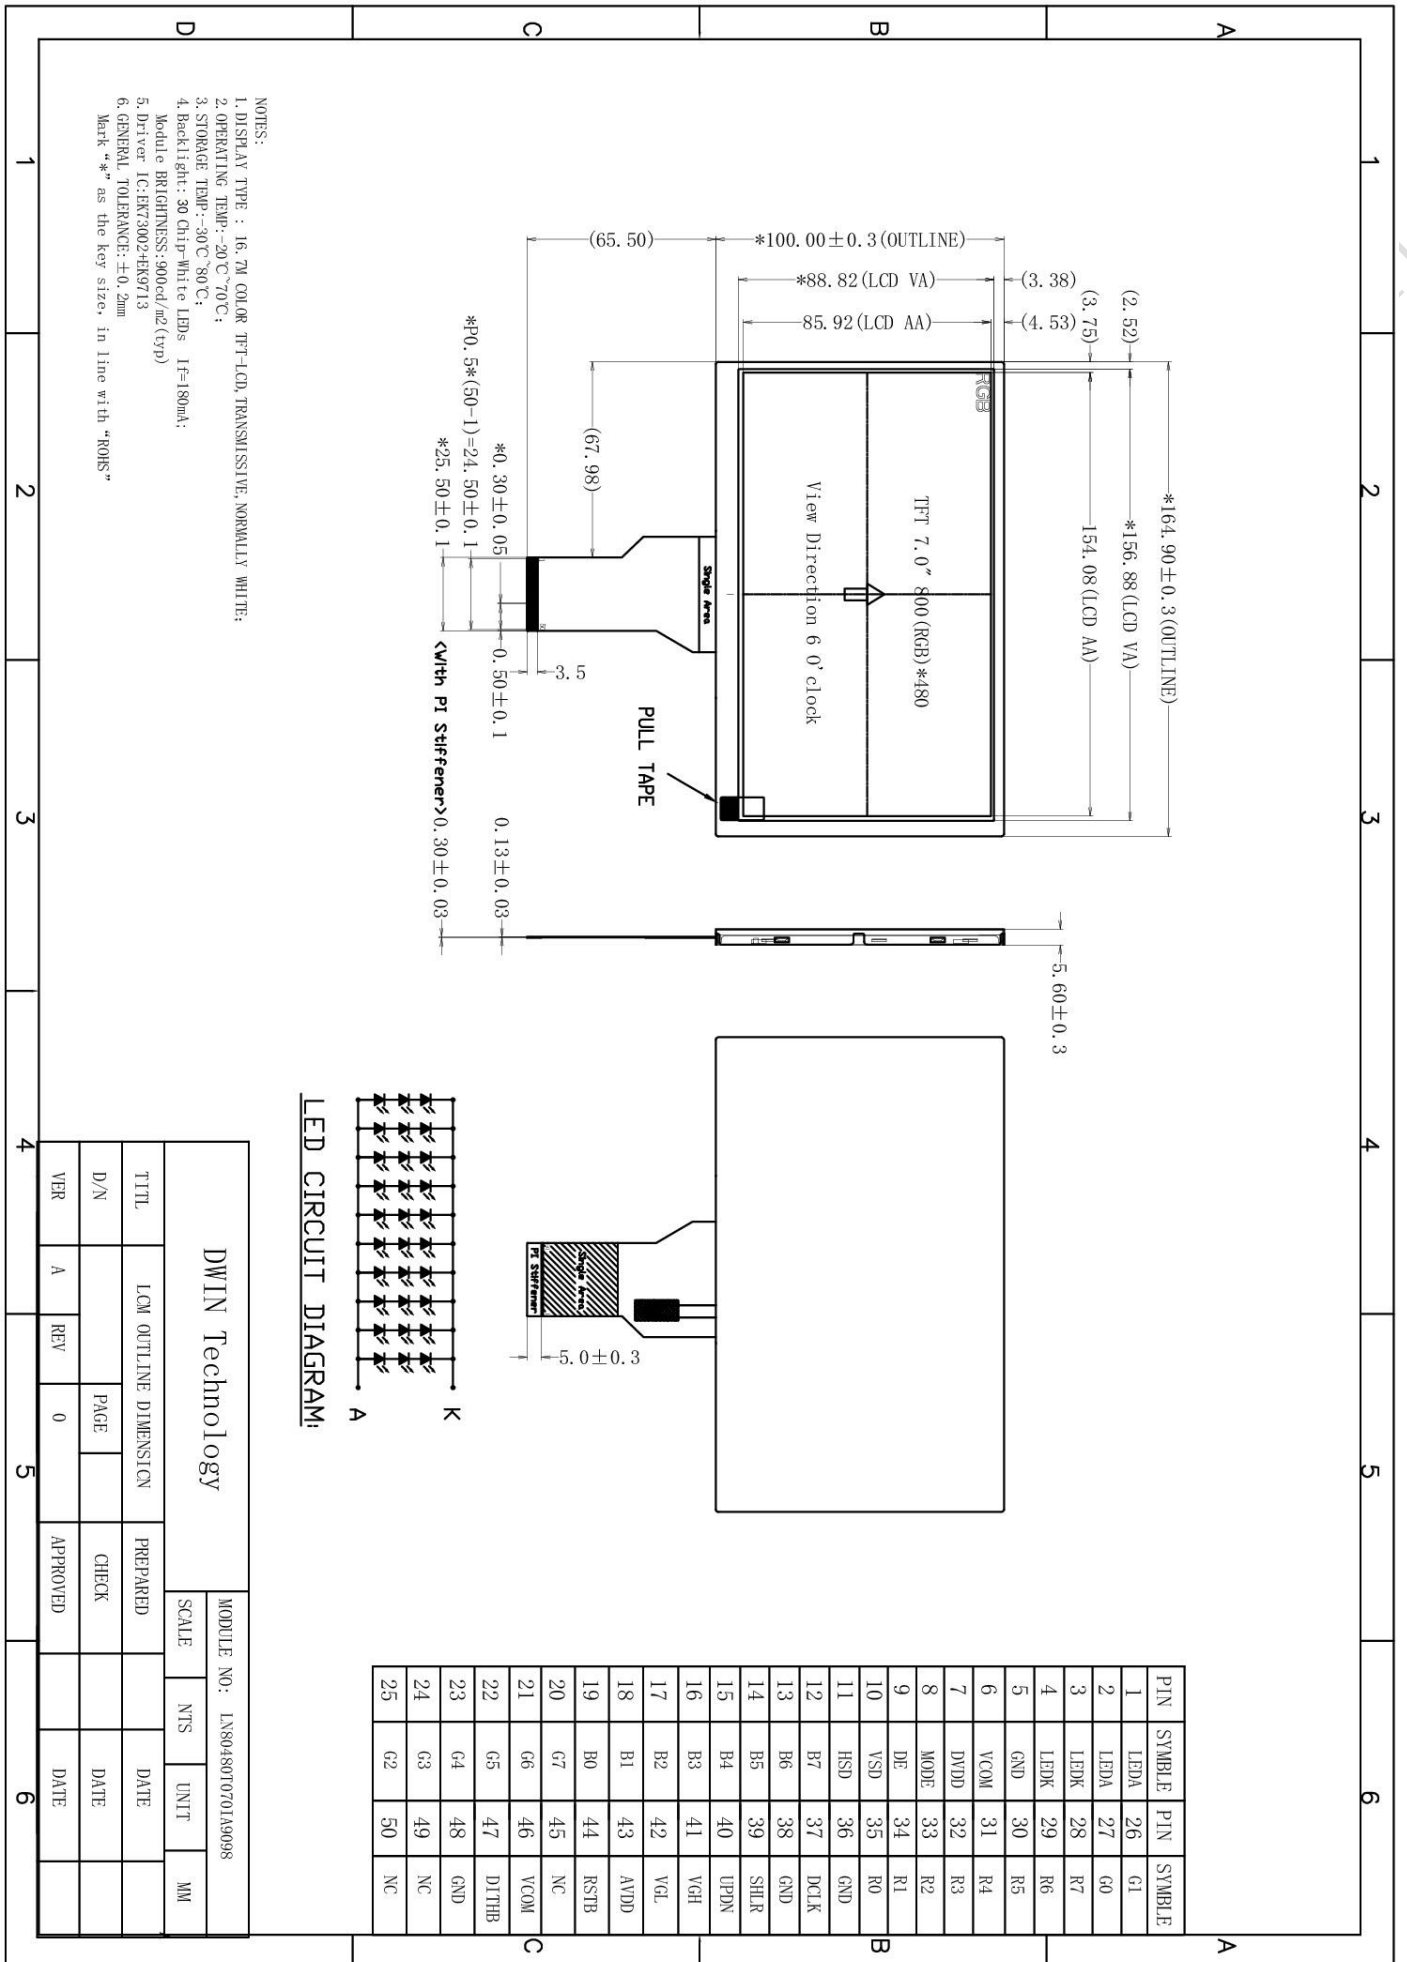 A
B
C
D
1
2
3
4
5
6
*164.90±0.3(OUTLINE)
(2.52)
*156.88(LCD VA)
(3.75)
154.08(LCD AA)
*100.00±0.3(OUTLINE)
(65.50)
*88.82(LCD VA)
(3.38)
85.92(LCD AA)
(4.53)
RGB
TFT 7.0″ 800(RGB)*480
View Direction 6 O'clock
Single Area
(67.98)
PULL TAPE
3.5
*0.30±0.05
0.50±0.1
*P0.5*(50-1)=24.50±0.1
*25.50±0.1
<With PI Stiffener>0.30±0.03
0.13±0.03
5.60±0.3
Single Area
PI Stiffener
5.0±0.3
K
A
LED CIRCUIT DIAGRAM:
PIN SYMBLE PIN SYMBLE
1 LEDA 26 G1
2 LEDA 27 G0
3 LEDK 28 R7
4 LEDK 29 R6
5 GND 30 R5
6 VCOM 31 R4
7 DVDD 32 R3
8 MODE 33 R2
9 DE 34 R1
10 VSD 35 R0
11 HSD 36 GND
12 B7 37 DCLK
13 B6 38 GND
14 B5 39 SHLR
15 B4 40 UPDN
16 B3 41 VGH
17 B2 42 VGL
18 B1 43 AVDD
19 B0 44 RSTB
20 G7 45 NC
21 G6 46 VCOM
22 G5 47 DITHB
23 G4 48 GND
24 G3 49 NC
25 G2 50 NC
NOTES:
1.DISPLAY TYPE : 16.7M COLOR TFT-LCD,TRANSMISSIVE,NORMALLY WHITE;
2.OPERATING TEMP:-20℃~70℃;
3.STORAGE TEMP:-30℃~80℃;
4.Backlight: 30 Chip-White LEDs If=180mA;
Module BRIGHTNESS:900cd/m2(typ)
5.Driver IC:EK73002+EK9713
6.GENERAL TOLERANCE:±0.2mm
Mark "*" as the key size, in line with "ROHS"
DWIN Technology
MODULE NO: LN80480T070IA9098
SCALE NTS UNIT MM
TITL LCM OUTLINE DIMENSICN PREPARED DATE
D/N PAGE CHECK DATE
VER A REV 0 APPROVED DATE
1
2
3
4
5
6
A
B
C